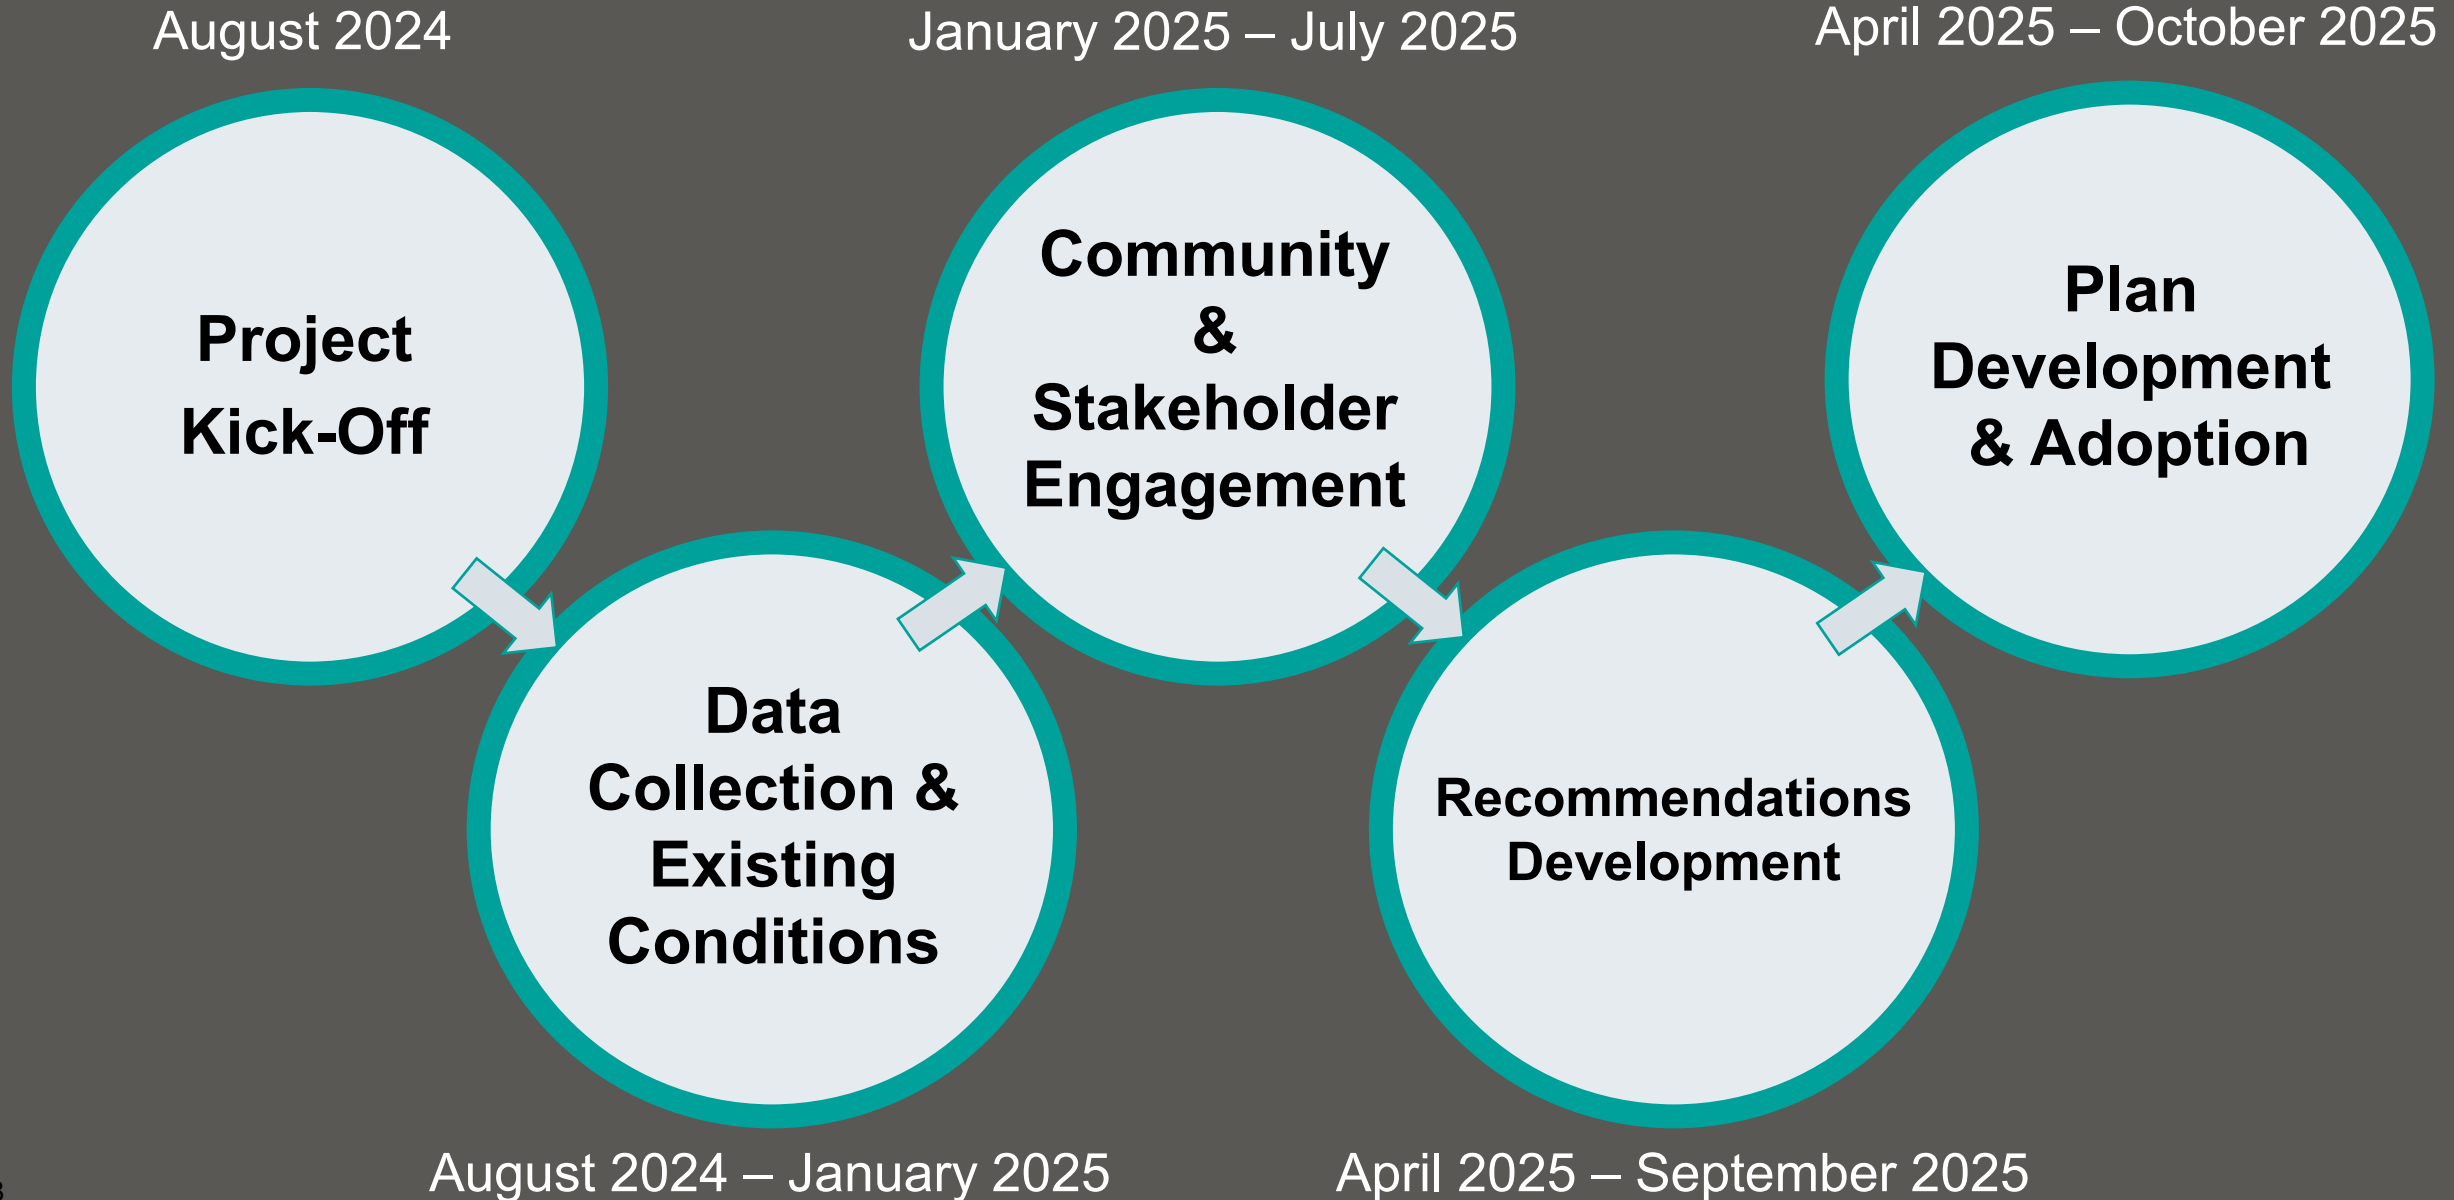 August 2024
Project
Kick-Off
August 2024 – January 2025
Data
Collection &
Existing
Conditions
January 2025 – July 2025
Community
&
Stakeholder
Engagement
April 2025 – September 2025
Recommendations
Development
April 2025 – October 2025
Plan
Development
& Adoption